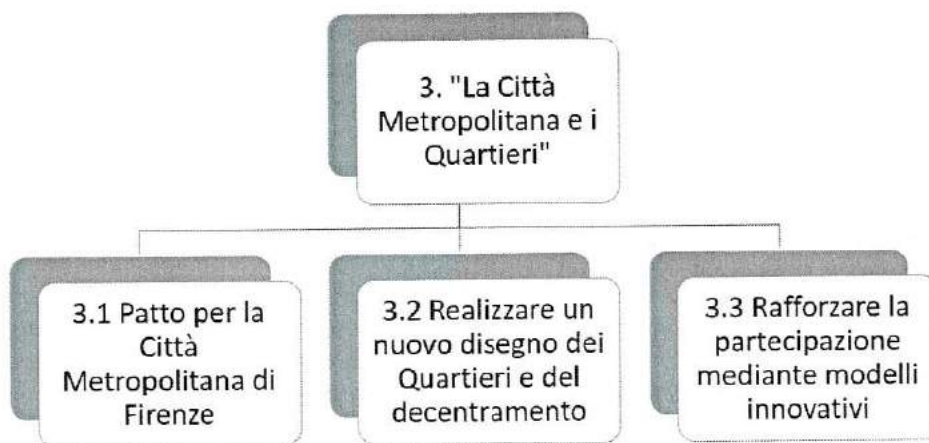 3. "La Città
Metropolitana e i
Quartieri"
3.1 Patto per la
Città
Metropolitana di
Firenze
3.2 Realizzare un
nuovo disegno dei
Quartieri e del
decentramento
3.3 Rafforzare la
partecipazione
mediante modelli
innovativi